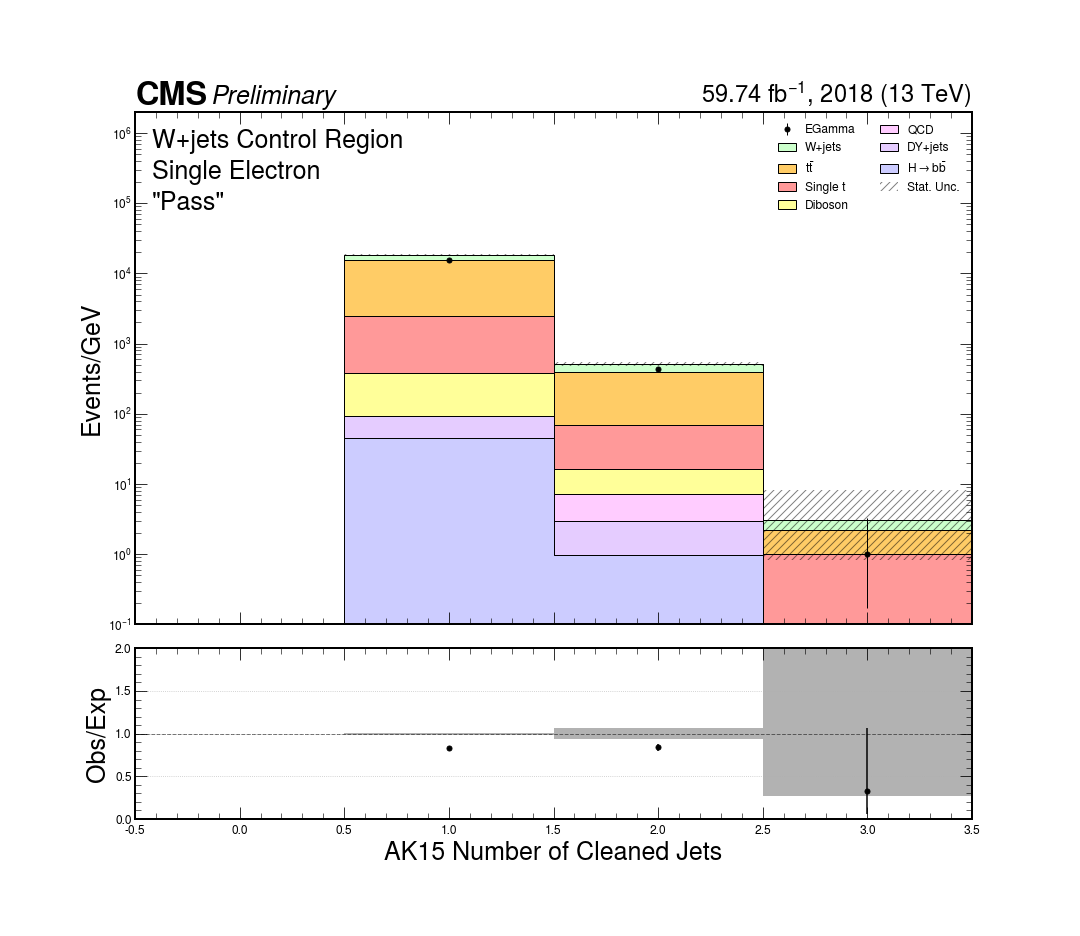 CMS Preliminary
59.74 fb⁻¹, 2018 (13 TeV)
W+jets Control Region
Single Electron
"Pass"
EGamma
W+jets
tt̄
Single t
Diboson
QCD
DY+jets
H→bb̄
Stat. Unc.
Events/GeV
10⁶
10⁵
10⁴
10³
10²
10¹
10⁰
10⁻¹
Obs/Exp
2.0
1.5
1.0
0.5
0.0
-0.5 0.0 0.5 1.0 1.5 2.0 2.5 3.0 3.5
AK15 Number of Cleaned Jets